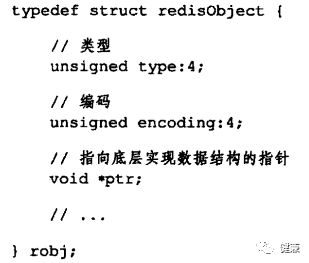 typedef struct redisObject {
// 类型
unsigned type:4;
// 编码
unsigned encoding:4;
// 指向底层实现数据结构的指针
void *ptr;
// ...
} robj;
健兼